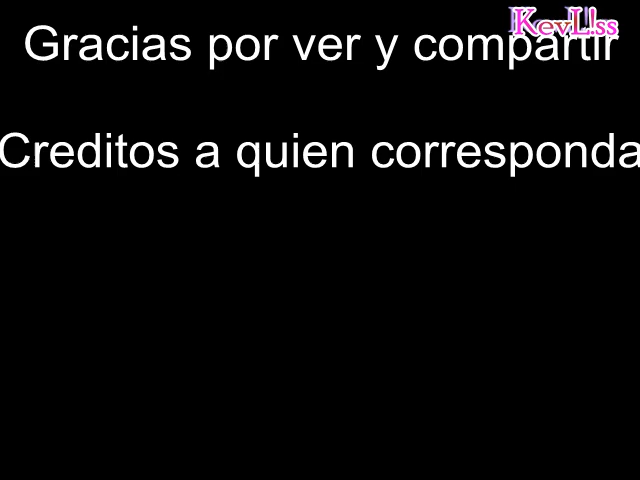 KevL!ss
Gracias por ver y compartir
Creditos a quien corresponda